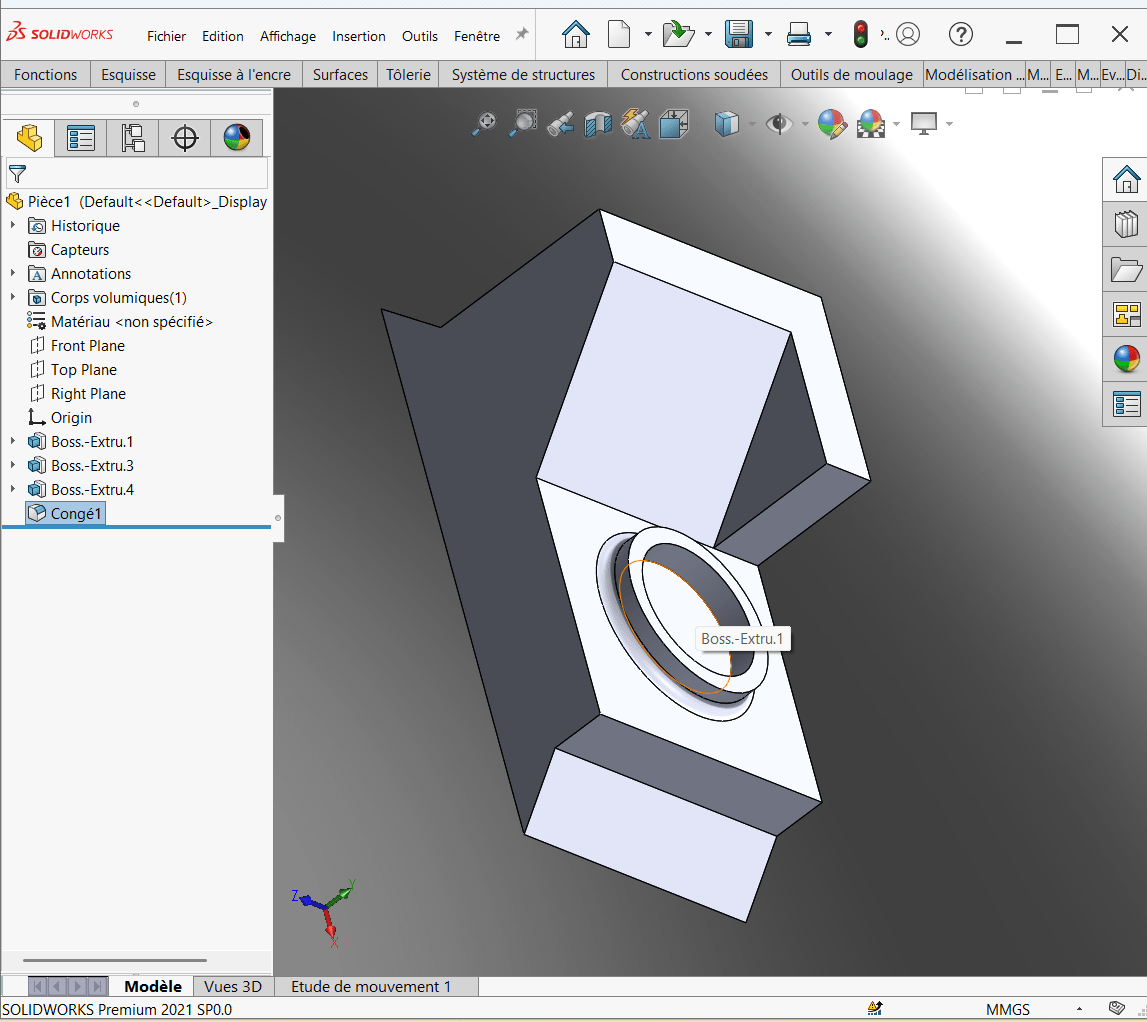 SOLIDWORKS
Fichier Edition Affichage Insertion Outils Fenêtre
Fonctions Esquisse Esquisse à l'encre Surfaces Tôlerie Système de structures Constructions soudées Outils de moulage Modélisation ... M... E... M... Ev... Di...
Pièce1 (Default<<Default>_Display
Historique
Capteurs
Annotations
Corps volumiques(1)
Matériau <non spécifié>
Front Plane
Top Plane
Right Plane
Origin
Boss.-Extru.1
Boss.-Extru.3
Boss.-Extru.4
Congé1
Boss.-Extru.1
Z Y
X
Modèle Vues 3D Etude de mouvement 1
SOLIDWORKS Premium 2021 SP0.0 MMGS